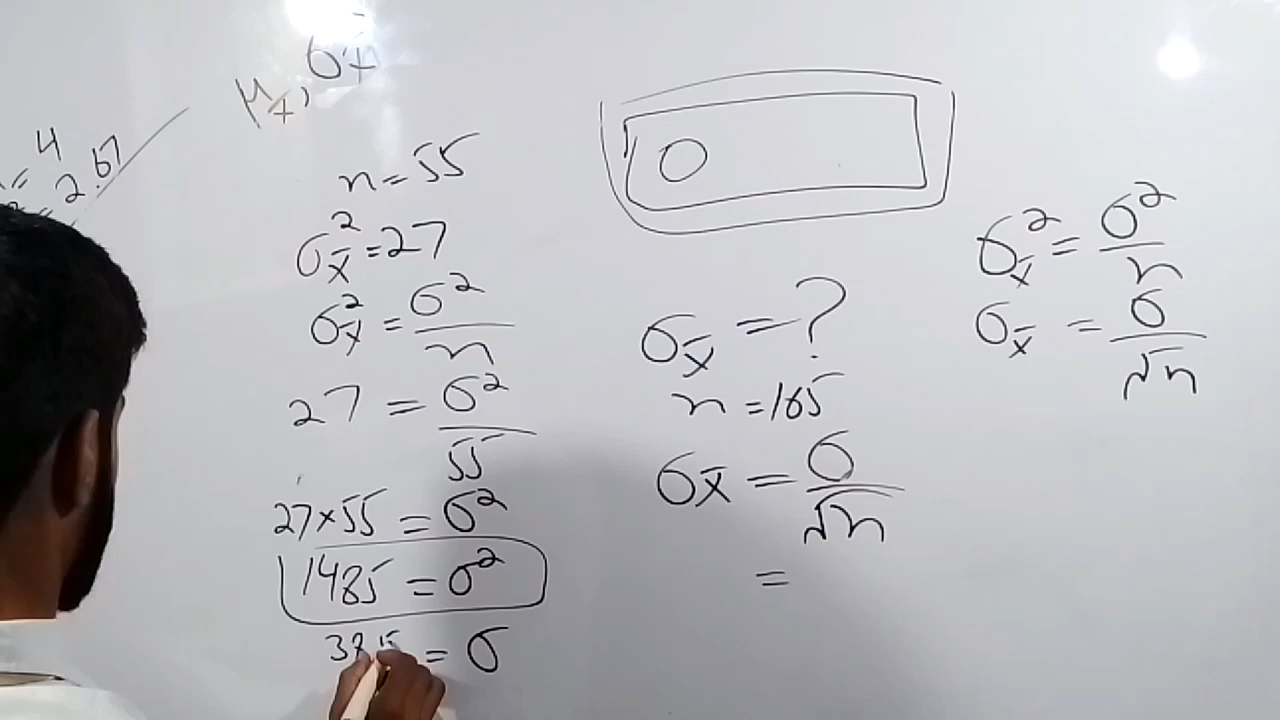 μx̄, σx̄
4
2.67
n = 55
σ²x̄ = 27
σ²x̄ = σ²/n
27 = σ²/55
27×55 = σ²
1485 = σ²
= σ
σx̄ = ?
n = 165
σx̄ = σ/√n
=
σ²x̄ = σ²/n
σx̄ = σ/√n